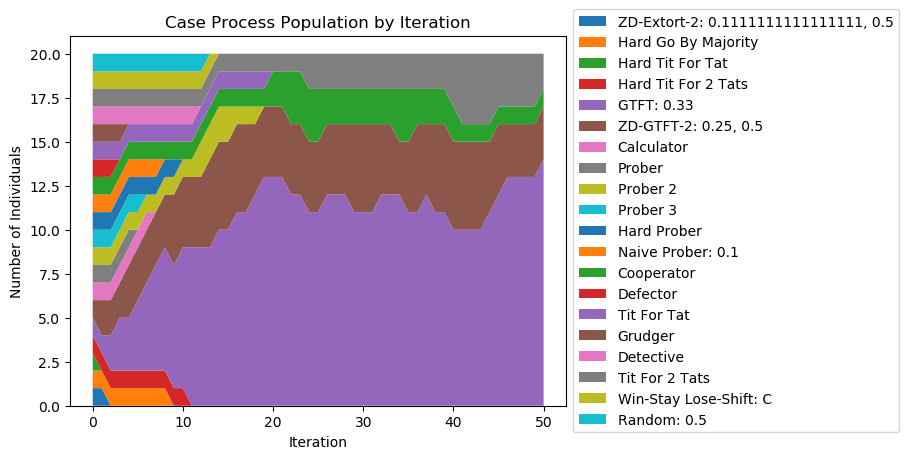 Case Process Population by Iteration
20.0
17.5
15.0
12.5
10.0
7.5
5.0
2.5
0.0
Number of Individuals
0 10 20 30 40 50
Iteration
ZD-Extort-2: 0.1111111111111111, 0.5
Hard Go By Majority
Hard Tit For Tat
Hard Tit For 2 Tats
GTFT: 0.33
ZD-GTFT-2: 0.25, 0.5
Calculator
Prober
Prober 2
Prober 3
Hard Prober
Naive Prober: 0.1
Cooperator
Defector
Tit For Tat
Grudger
Detective
Tit For 2 Tats
Win-Stay Lose-Shift: C
Random: 0.5